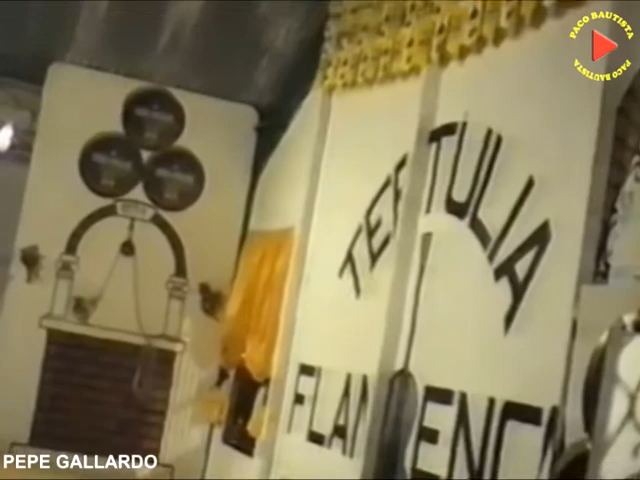 PACO BAUTISTA
PACO BAUTISTA
TERTULIA
FLAMENCA
PEPE GALLARDO